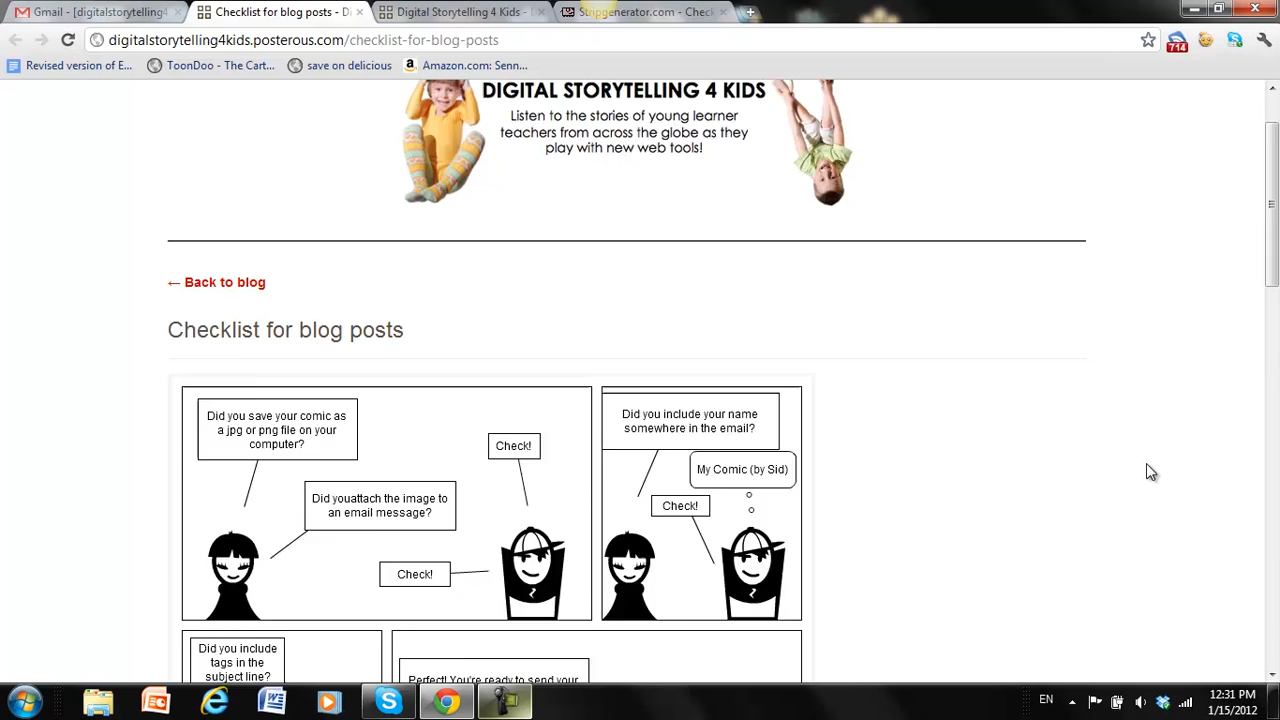 Gmail - [digitalstorytelling4
Checklist for blog posts - Di
Digital Storytelling 4 Kids -
Stripgenerator.com - Check
digitalstorytelling4kids.posterous.com/checklist-for-blog-posts
714
Revised version of E...
ToonDoo - The Cart...
save on delicious
Amazon.com: Senn...
DIGITAL STORYTELLING 4 KIDS
Listen to the stories of young learner
teachers from across the globe as they
play with new web tools!
← Back to blog
Checklist for blog posts
Did you save your comic as
a jpg or png file on your
computer?
Check!
Did youattach the image to
an email message?
Check!
Did you include your name
somewhere in the email?
My Comic (by Sid)
Check!
Did you include
tags in the
subject line?
Perfect! You're ready to send your
EN
12:31 PM
1/15/2012